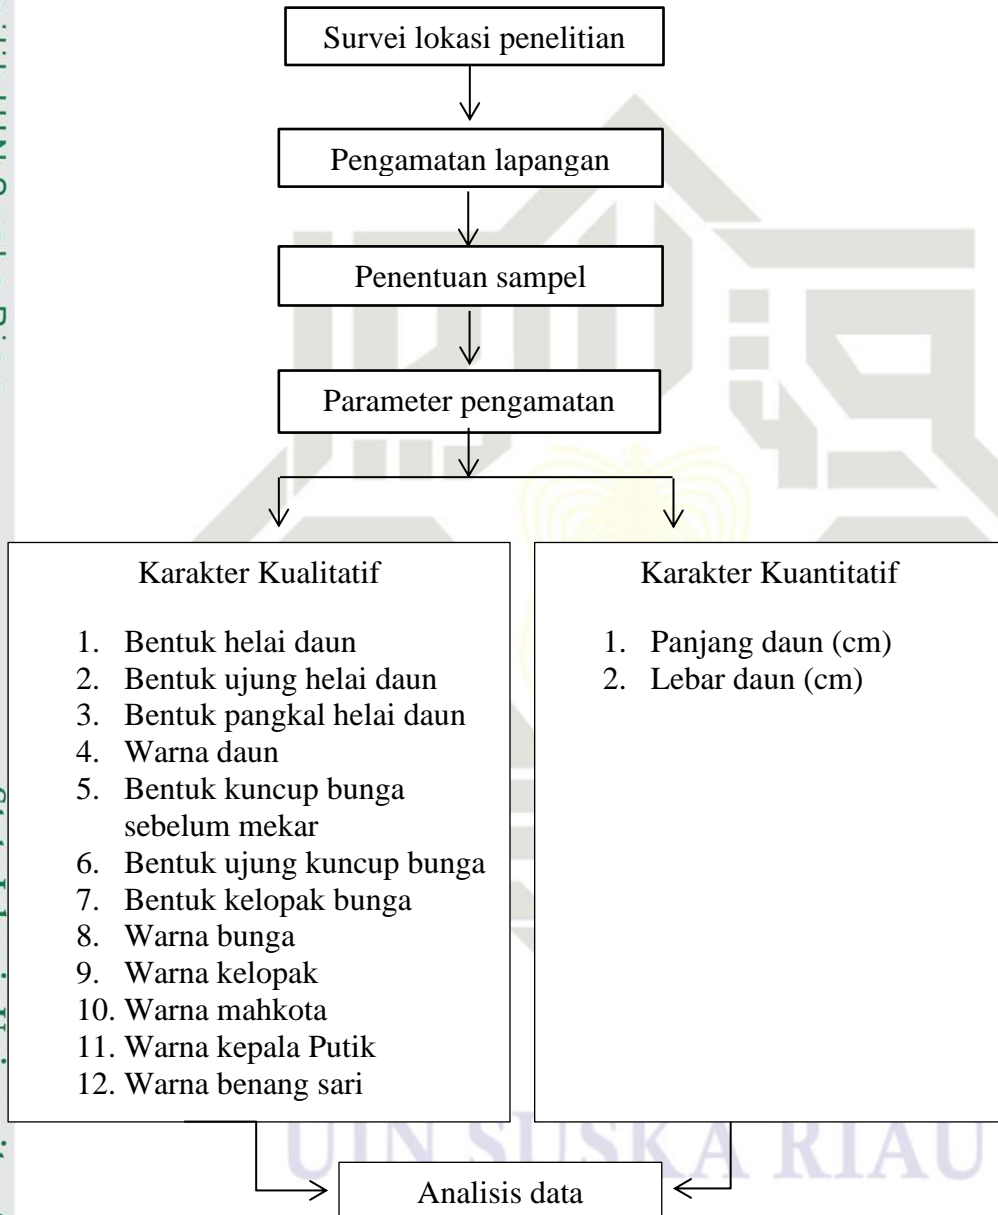 Survei lokasi penelitian
Pengamatan lapangan
Penentuan sampel
Parameter pengamatan
Karakter Kualitatif
1. Bentuk helai daun
2. Bentuk ujung helai daun
3. Bentuk pangkal helai daun
4. Warna daun
5. Bentuk kuncup bunga
sebelum mekar
6. Bentuk ujung kuncup bunga
7. Bentuk kelopak bunga
8. Warna bunga
9. Warna kelopak
10. Warna mahkota
11. Warna kepala Putik
12. Warna benang sari
Karakter Kuantitatif
1. Panjang daun (cm)
2. Lebar daun (cm)
UIN SUSKA RIAU
Analisis data